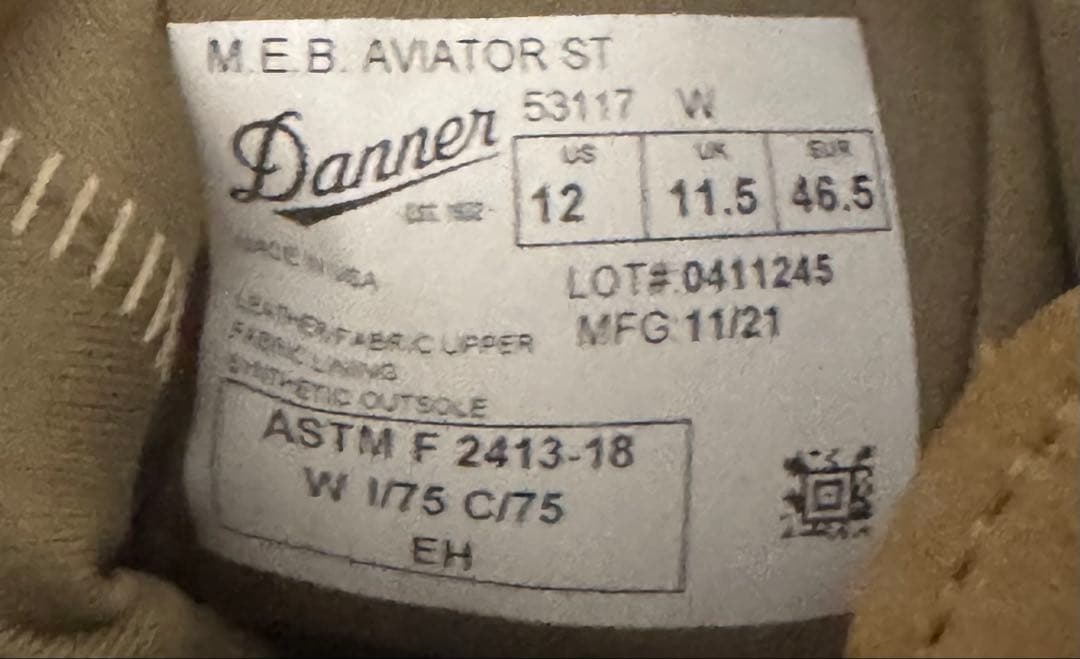 M.E.B. AVIATOR ST
53117 W
Danner
EST. 1932
US UK EUR
12 11.5 46.5
MADE IN USA
LOT#:0411245
MFG:11/21
LEATHER/FABRIC UPPER
FABRIC LINING
SYNTHETIC OUTSOLE
ASTM F 2413-18
W I/75 C/75
EH